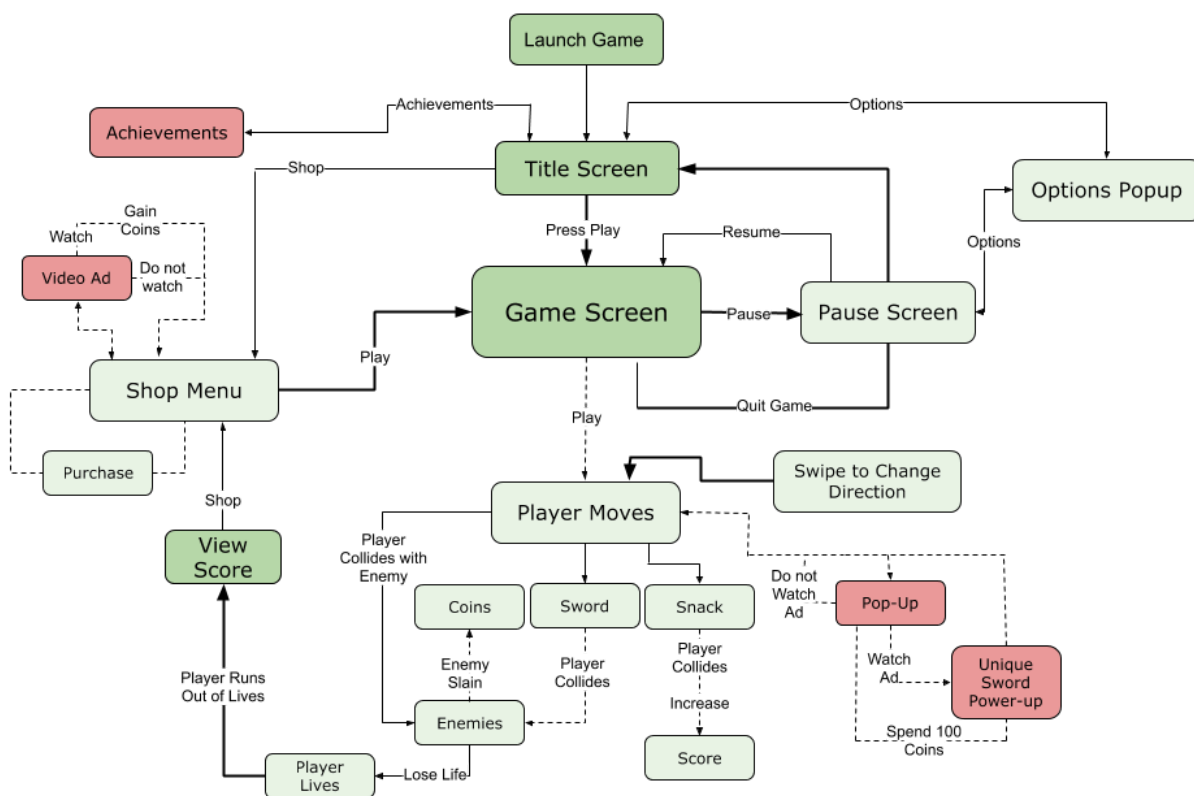 Launch Game
Achievements
Options
Achievements
Title Screen
Shop
Options Popup
Gain
Coins
Watch
Press Play
Resume
Options
Video Ad
Do not
watch
Game Screen
Pause
Pause Screen
Play
Shop Menu
Quit Game
Play
Purchase
Swipe to Change
Direction
Shop
Player Moves
View
Score
Player
Collides with
Enemy
Do not
Watch
Ad
Coins
Sword
Snack
Pop-Up
Enemy
Slain
Player
Collides
Player
Collides
Watch
Ad
Unique
Sword
Power-up
Player Runs
Out of Lives
Increase
Enemies
Spend 100
Coins
Score
Player
Lives
Lose Life